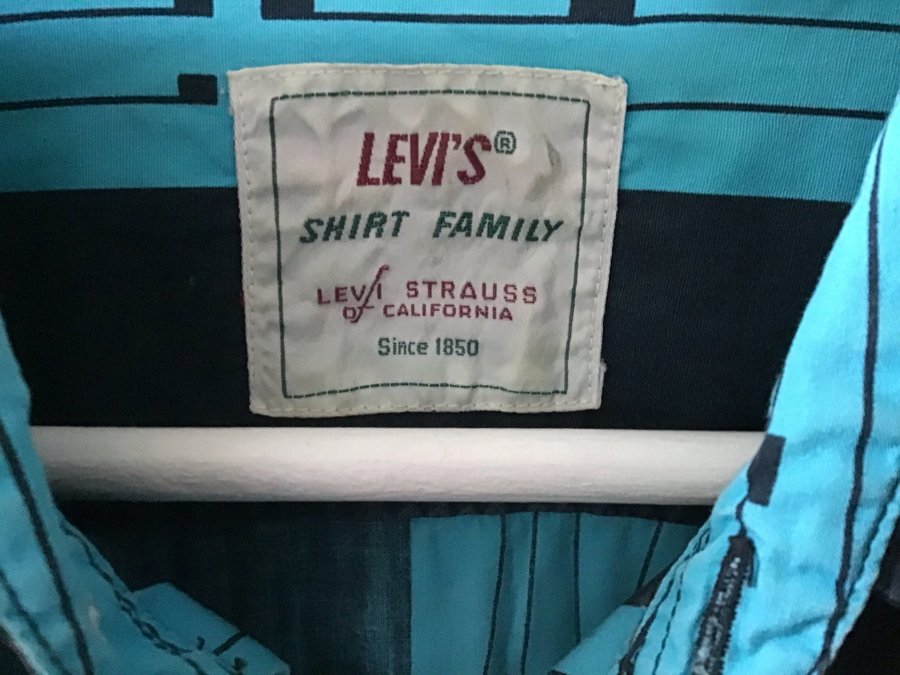 LEVI'S®
SHIRT FAMILY
LEVI STRAUSS
OF CALIFORNIA
Since 1850